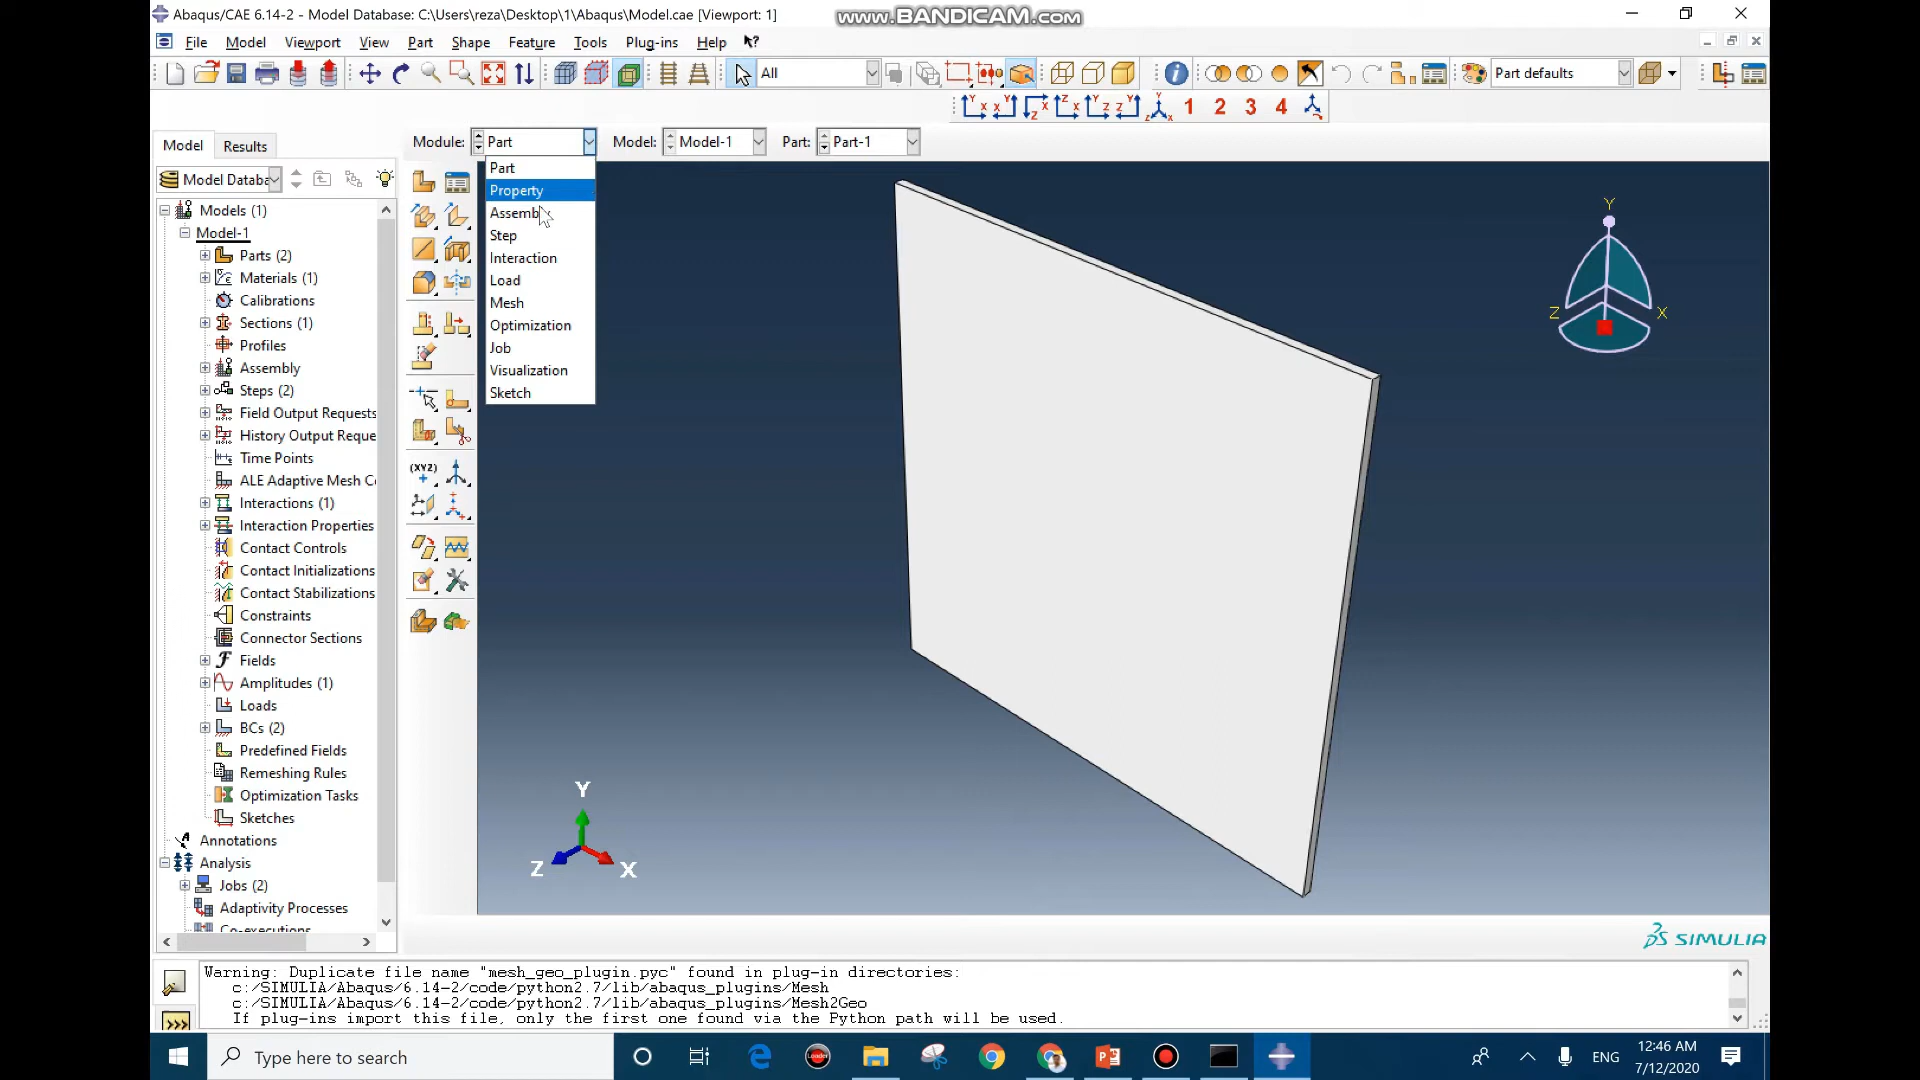 Abaqus/CAE 6.14-2 - Model Database: C:\Users\reza\Desktop\1\Abaqus\Model.cae [Viewport: 1]
www.BANDICAM.com
File Model Viewport View Part Shape Feature Tools Plug-ins Help
All
Part defaults
1 2 3 4
Model Results
Module: Part Model: Model-1 Part: Part-1
Model Databa
Part
Property
Assembly
Step
Interaction
Load
Mesh
Optimization
Job
Visualization
Sketch
Models (1)
Model-1
Parts (2)
Materials (1)
Calibrations
Sections (1)
Profiles
Assembly
Steps (2)
Field Output Requests
History Output Reque
Time Points
ALE Adaptive Mesh C
Interactions (1)
Interaction Properties
Contact Controls
Contact Initializations
Contact Stabilizations
Constraints
Connector Sections
Fields
Amplitudes (1)
Loads
BCs (2)
Predefined Fields
Remeshing Rules
Optimization Tasks
Sketches
Annotations
Analysis
Jobs (2)
Adaptivity Processes
Co-executions
(XYZ)
Y
Z X
Y
Z X
SIMULIA
Warning: Duplicate file name "mesh_geo_plugin.pyc" found in plug-in directories:
c:/SIMULIA/Abaqus/6.14-2/code/python2.7/lib/abaqus_plugins/Mesh
c:/SIMULIA/Abaqus/6.14-2/code/python2.7/lib/abaqus_plugins/Mesh2Geo
If plug-ins import this file, only the first one found via the Python path will be used.
>>>
Type here to search
ENG
12:46 AM
7/12/2020